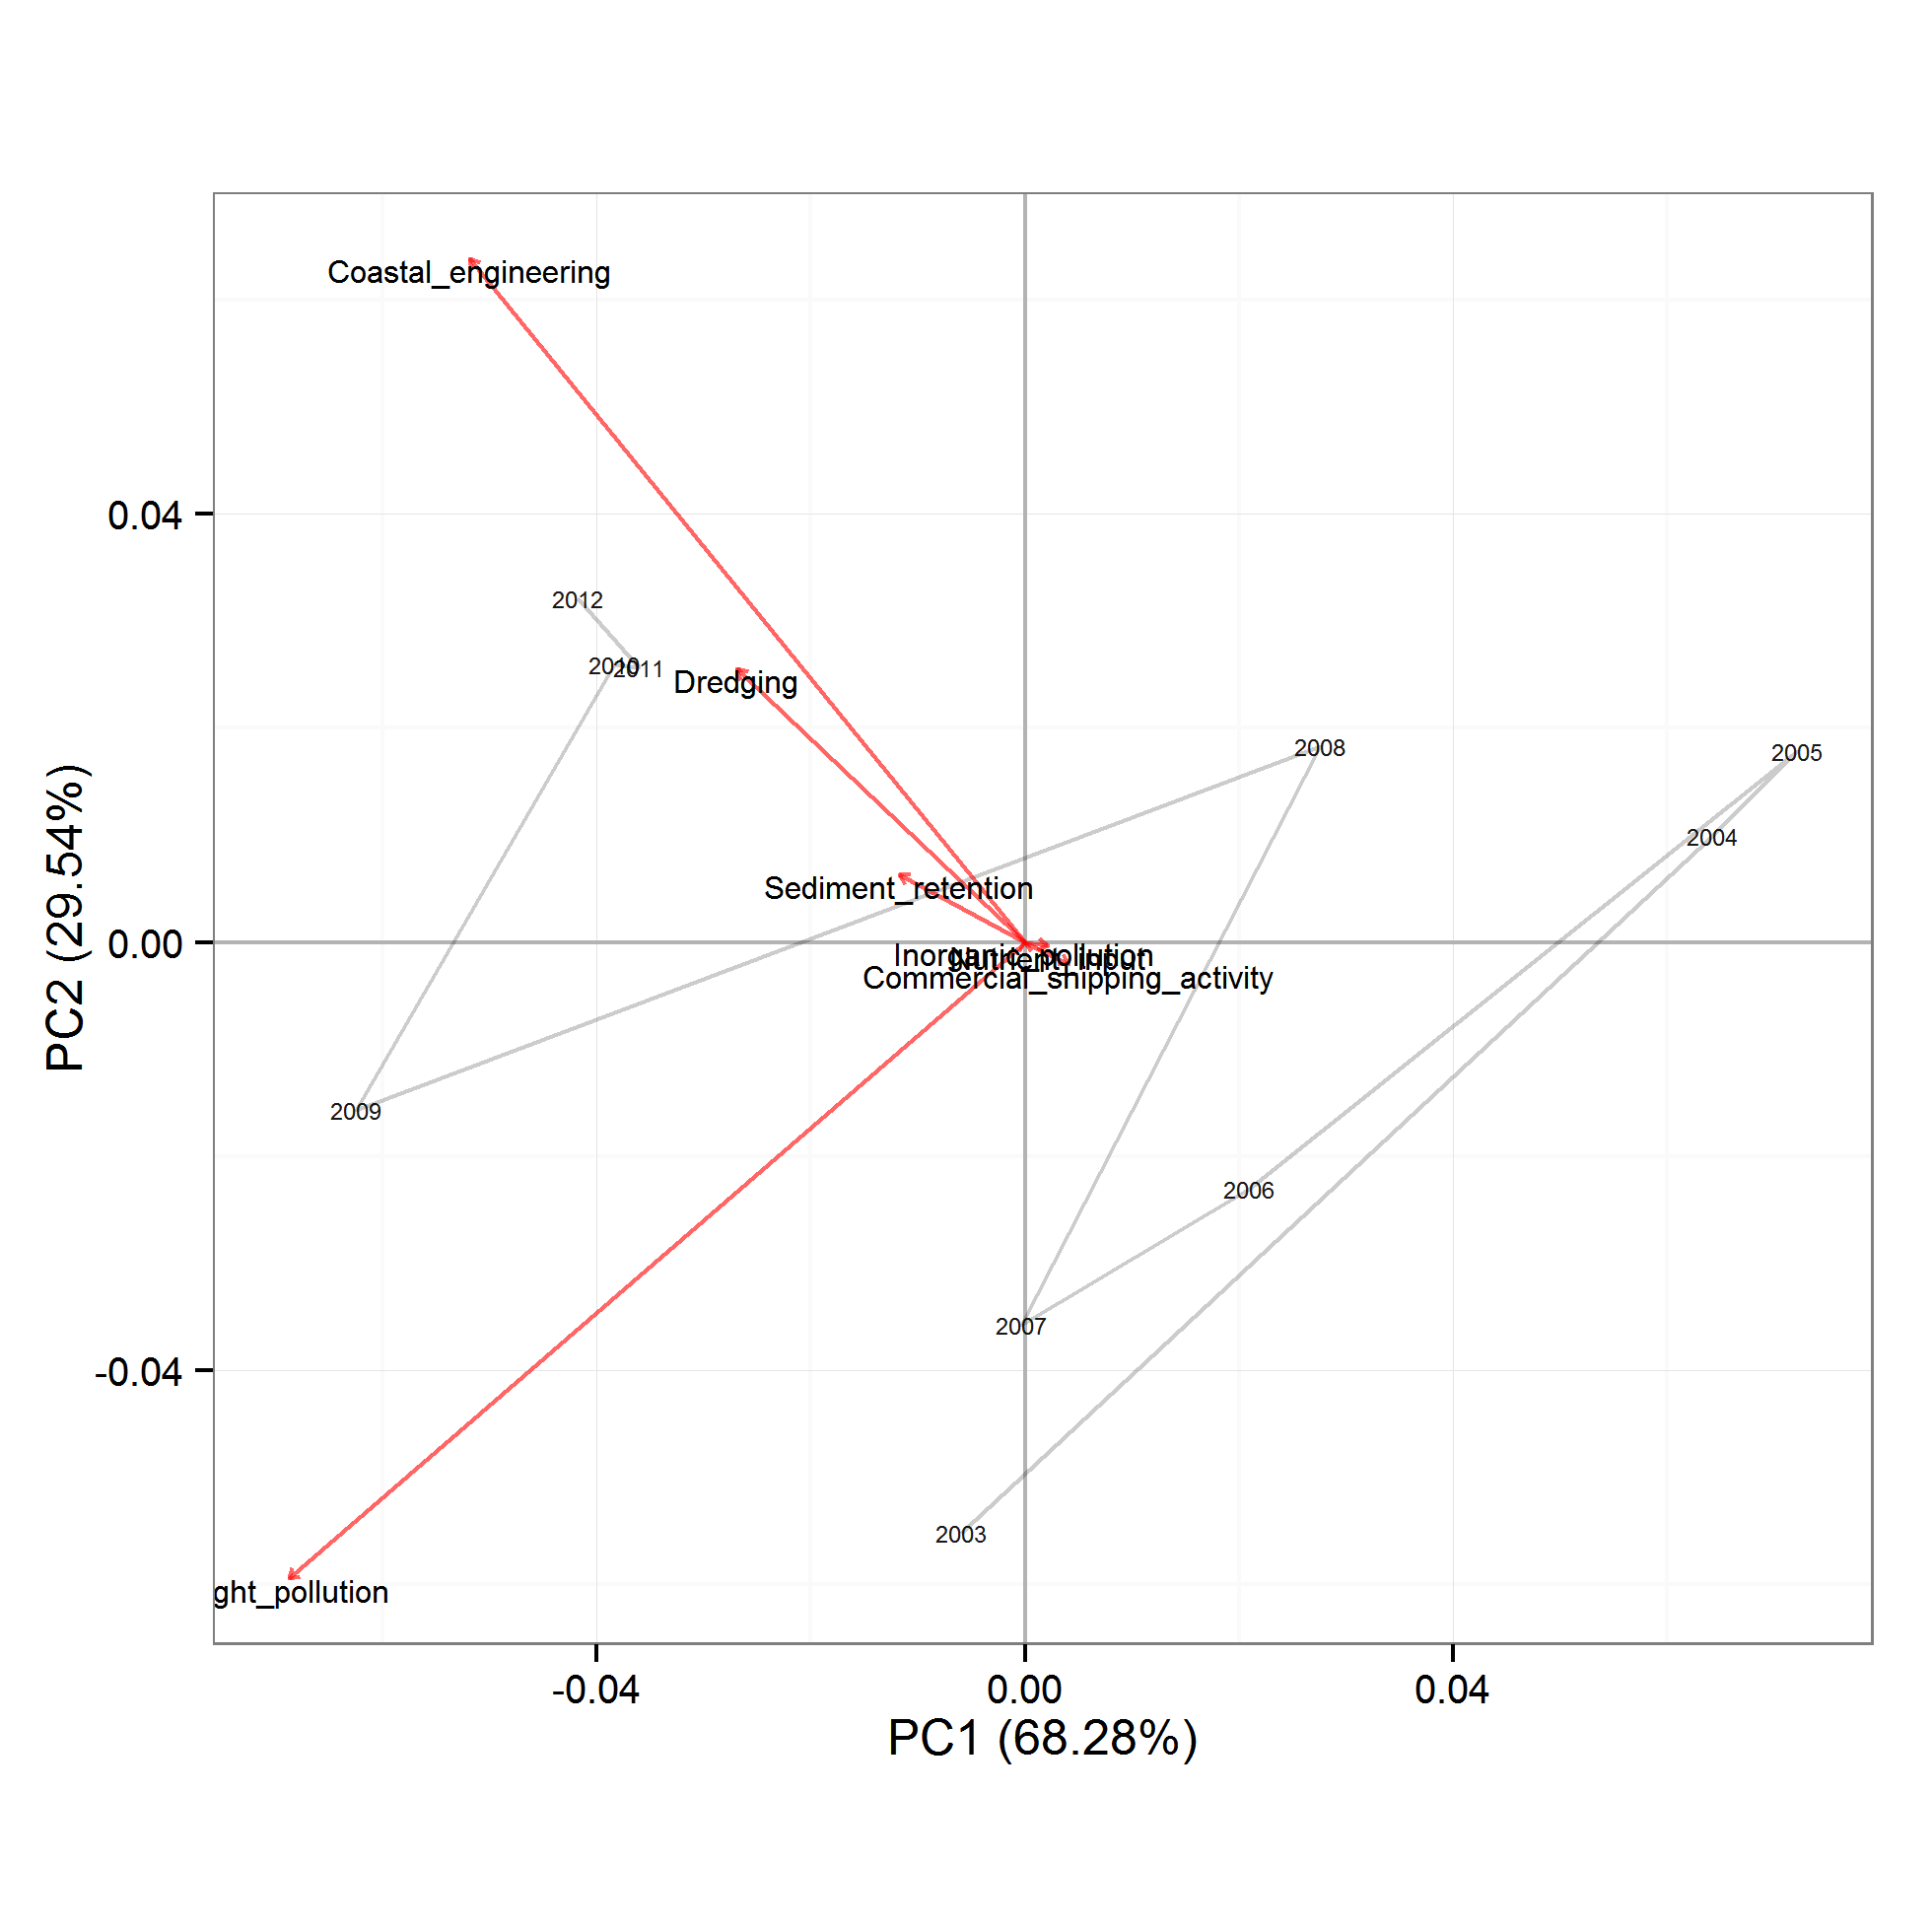 Coastal_engineering
0.04
2012
2010
2011
Dredging
2008
2005
2004
Sediment_retention
0.00
Inorganic_pollution
Nutrient_input
Commercial_shipping_activity
PC2 (29.54%)
2009
2006
2007
-0.04
2003
ght_pollution
-0.04
0.00
0.04
PC1 (68.28%)